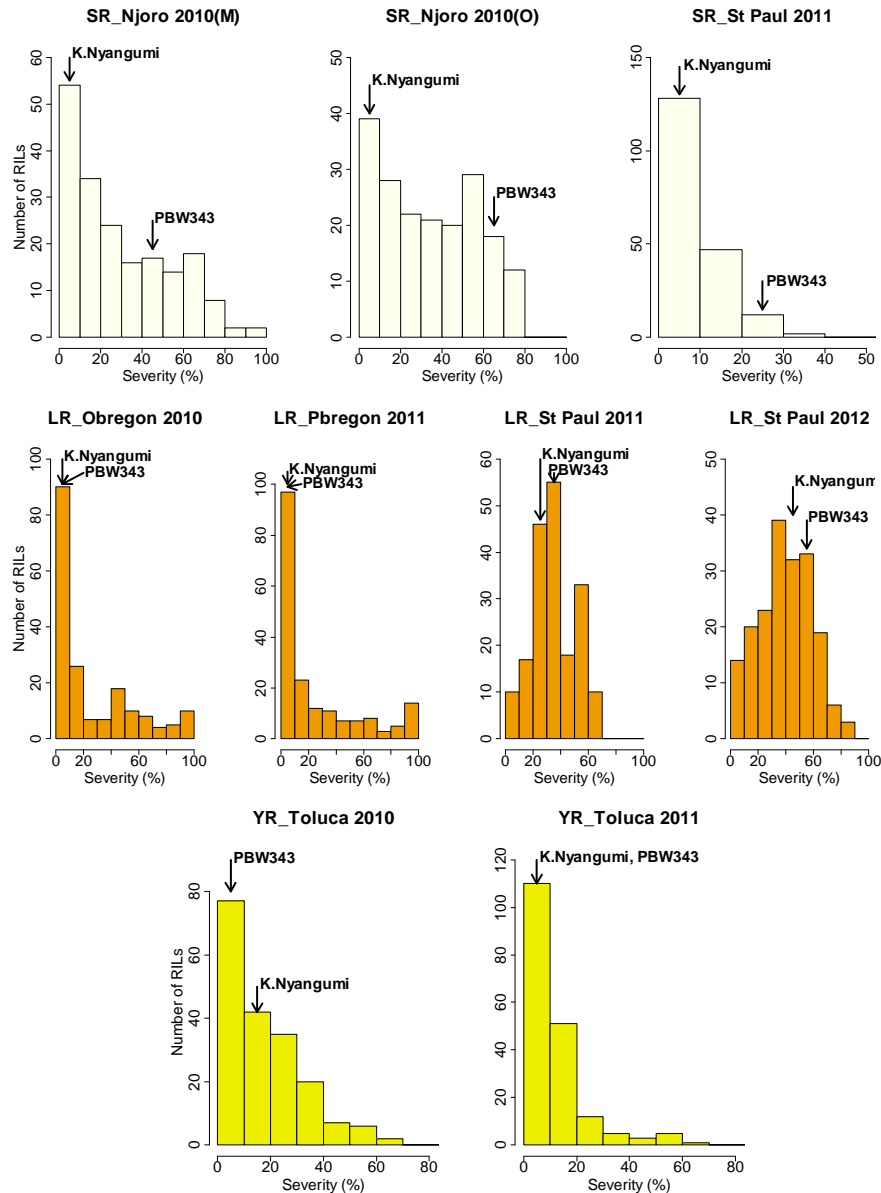 SR_Njoro 2010(M)
SR_Njoro 2010(O)
SR_St Paul 2011
K.Nyangumi
PBW343
Number of RILs
0 10 20 30 40 50 60
0 20 40 60 80 100
Severity (%)
K.Nyangumi
PBW343
0 10 20 30 40 50
0 20 40 60 80 100
Severity (%)
K.Nyangumi
PBW343
0 50 100 150
0 10 20 30 40 50
Severity (%)
LR_Obregon 2010
LR_Pbregon 2011
LR_St Paul 2011
LR_St Paul 2012
K.Nyangumi
PBW343
Number of RILs
0 20 40 60 80 100
0 20 60 100
Severity (%)
K.Nyangumi
PBW343
0 20 40 60 80 100
0 20 60 100
Severity (%)
K.Nyangumi
PBW343
0 10 20 30 40 50 60
0 20 60 100
Severity (%)
K.Nyangum
PBW343
0 10 20 30 40 50
0 20 60 100
Severity (%)
YR_Toluca 2010
YR_Toluca 2011
PBW343
K.Nyangumi
Number of RILs
0 20 40 60 80
0 20 40 60 80
Severity (%)
K.Nyangumi, PBW343
0 20 40 60 80 100 120
0 20 40 60 80
Severity (%)